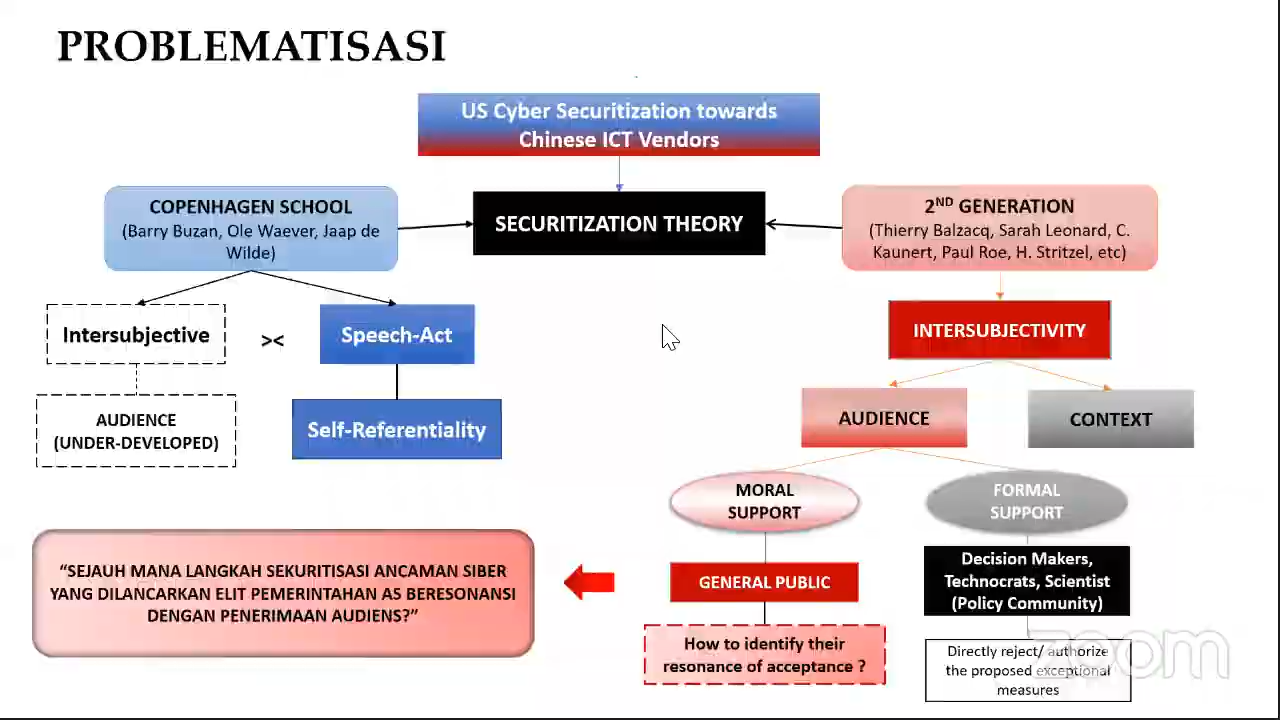 PROBLEMATISASI
US Cyber Securitization towards
Chinese ICT Vendors
COPENHAGEN SCHOOL
(Barry Buzan, Ole Waever, Jaap de
Wilde)
SECURITIZATION THEORY
2ND GENERATION
(Thierry Balzacq, Sarah Leonard, C.
Kaunert, Paul Roe, H. Stritzel, etc)
Intersubjective
><
Speech-Act
INTERSUBJECTIVITY
AUDIENCE
(UNDER-DEVELOPED)
Self-Referentiality
AUDIENCE
CONTEXT
MORAL
SUPPORT
FORMAL
SUPPORT
"SEJAUH MANA LANGKAH SEKURITISASI ANCAMAN SIBER
YANG DILANCARKAN ELIT PEMERINTAHAN AS BERESONANSI
DENGAN PENERIMAAN AUDIENS?"
GENERAL PUBLIC
Decision Makers,
Technocrats, Scientist
(Policy Community)
How to identify their
resonance of acceptance ?
Directly reject/ authorize
the proposed exceptional
measures
zoom